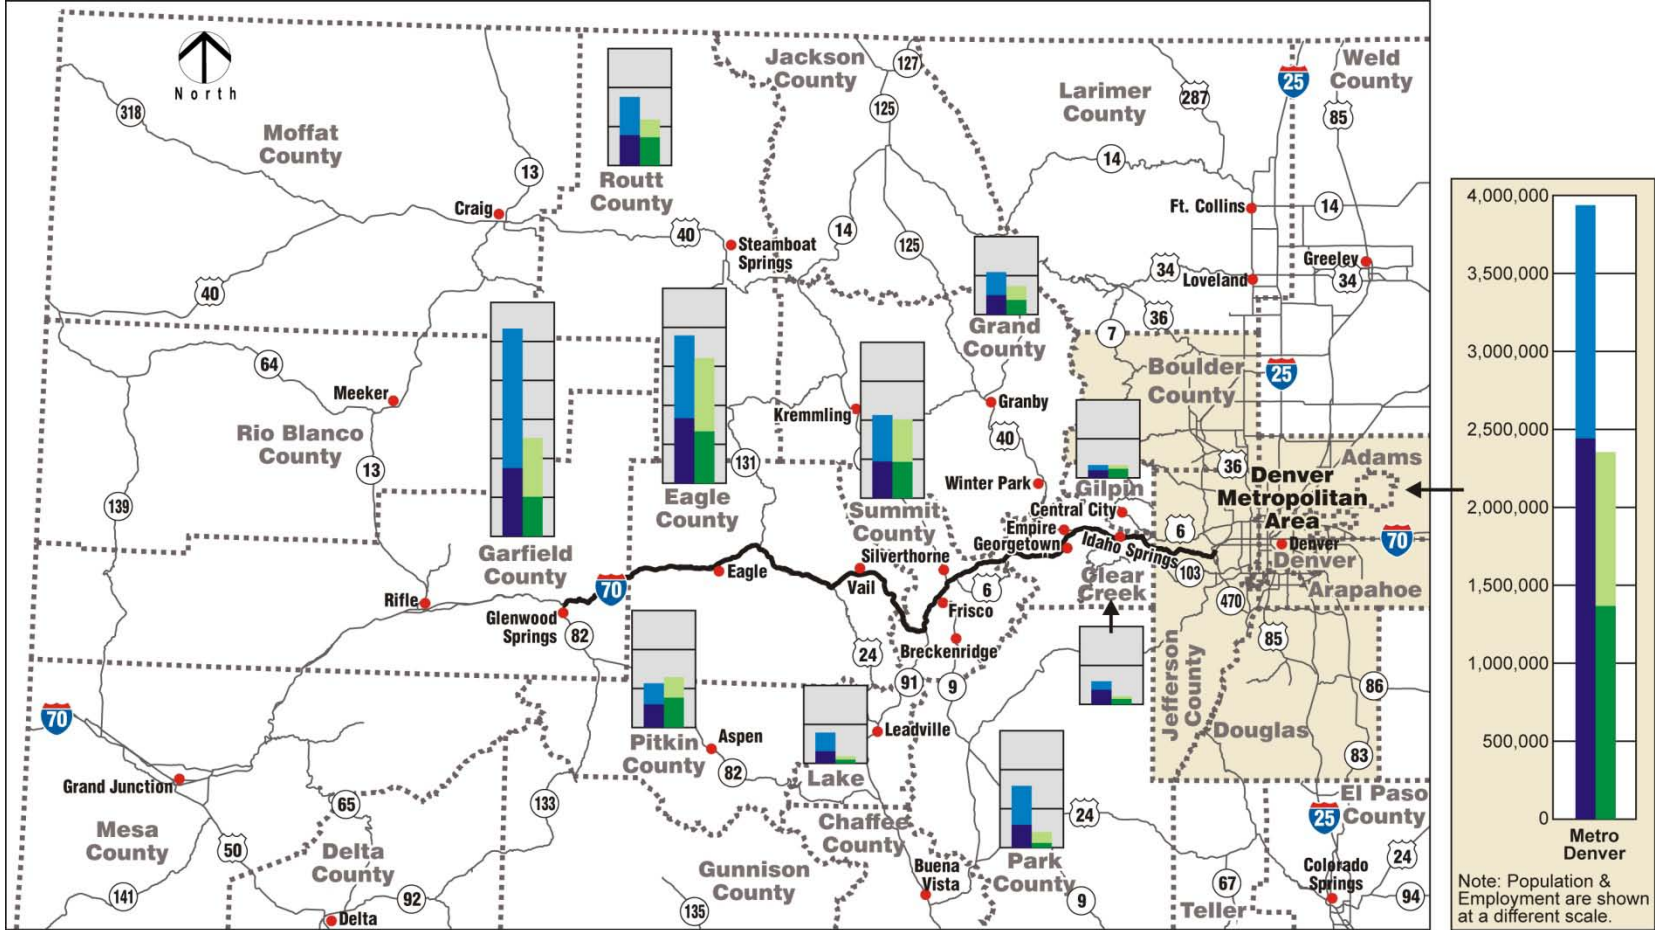 North
Jackson
County
127
Weld
County
25
Larimer
County
287
85
318
125
Moffat
County
13
14
Routt
County
Craig
40
Steamboat
Springs
14
125
Ft. Collins
14
Greeley
34
34
Loveland
40
36
Grand
County
7
64
Boulder
County
25
Meeker
Kremmling
Granby
40
Rio Blanco
County
13
131
36
Adams
Denver
Metropolitan
Area
139
Eagle
County
Winter Park
Gilpin
Central City
Summit
County
Empire
Georgetown
Idaho Springs
6
70
Denver
Denver
Garfield
County
Silverthorne
Eagle
Vail
6
Clear
Creek
103
Arapahoe
70
Rifle
Glenwood
Springs
82
Frisco
470
85
Breckenridge
24
91
9
Jefferson
County
86
70
Pitkin
County
Aspen
82
Leadville
Lake
Douglas
83
Grand Junction
65
133
24
El Paso
County
25
Mesa
County
50
Delta
County
Chaffee
County
Gunnison
County
Buena
Vista
Park
County
Colorado
Springs
24
141
92
135
9
67
94
Teller
Delta
4,000,000
3,500,000
3,000,000
2,500,000
2,000,000
1,500,000
1,000,000
500,000
0
Metro
Denver
Note: Population &
Employment are shown
at a different scale.